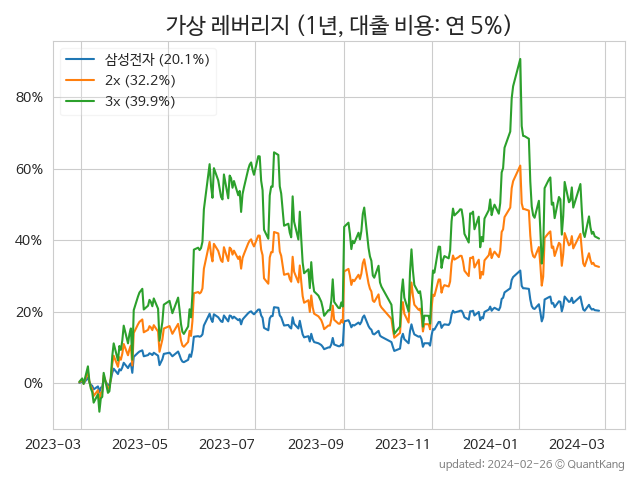 가상 레버리지 (1년, 대출 비용: 연 5%)
삼성전자 (20.1%)
2x (32.2%)
3x (39.9%)
80%
60%
40%
20%
0%
2023-03 2023-05 2023-07 2023-09 2023-11 2024-01 2024-03
updated: 2024-02-26 © QuantKang